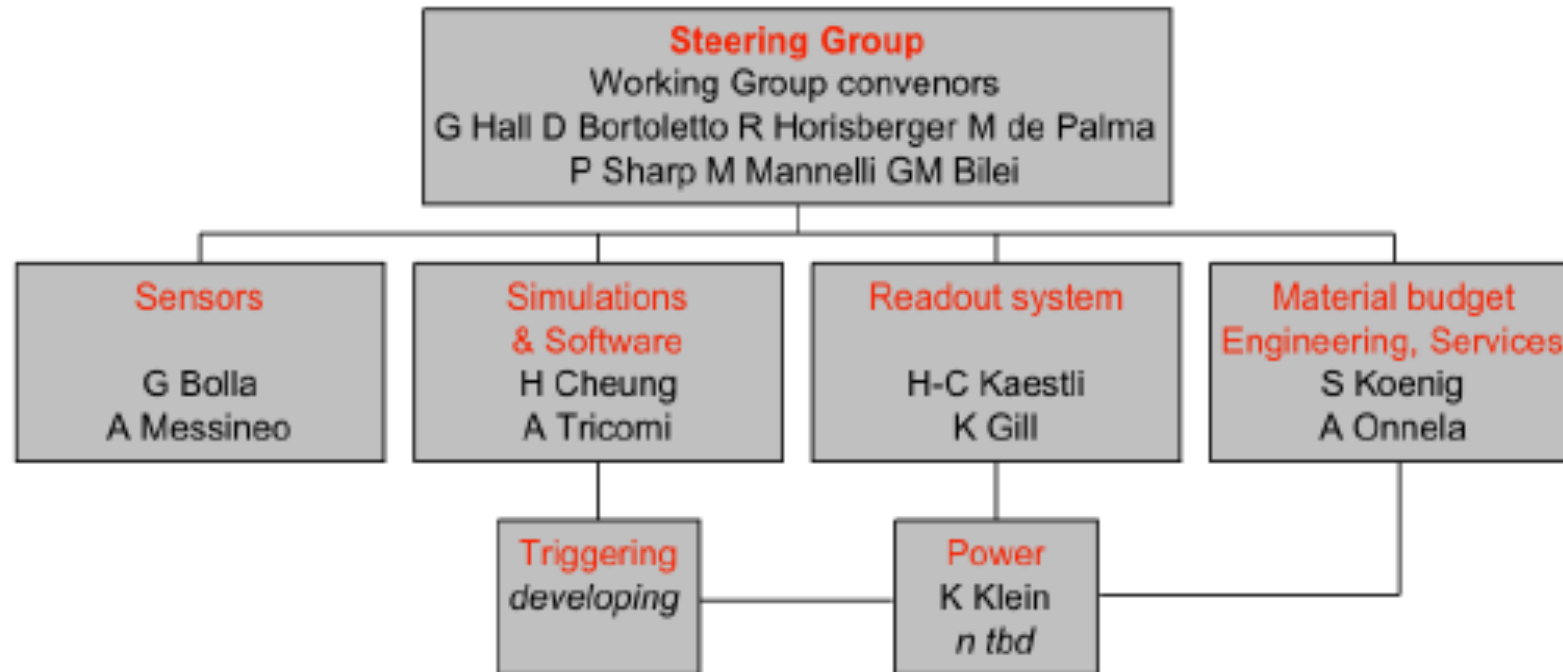 Steering Group
Working Group convenors
G Hall D Bortoletto R Horisberger M de Palma
P Sharp M Mannelli GM Bilei
Sensors
G Bolla
A Messineo
Simulations
& Software
H Cheung
A Tricomi
Readout system
H-C Kaestli
K Gill
Material budget
Engineering, Services
S Koenig
A Onnela
Triggering
developing
Power
K Klein
n tbd